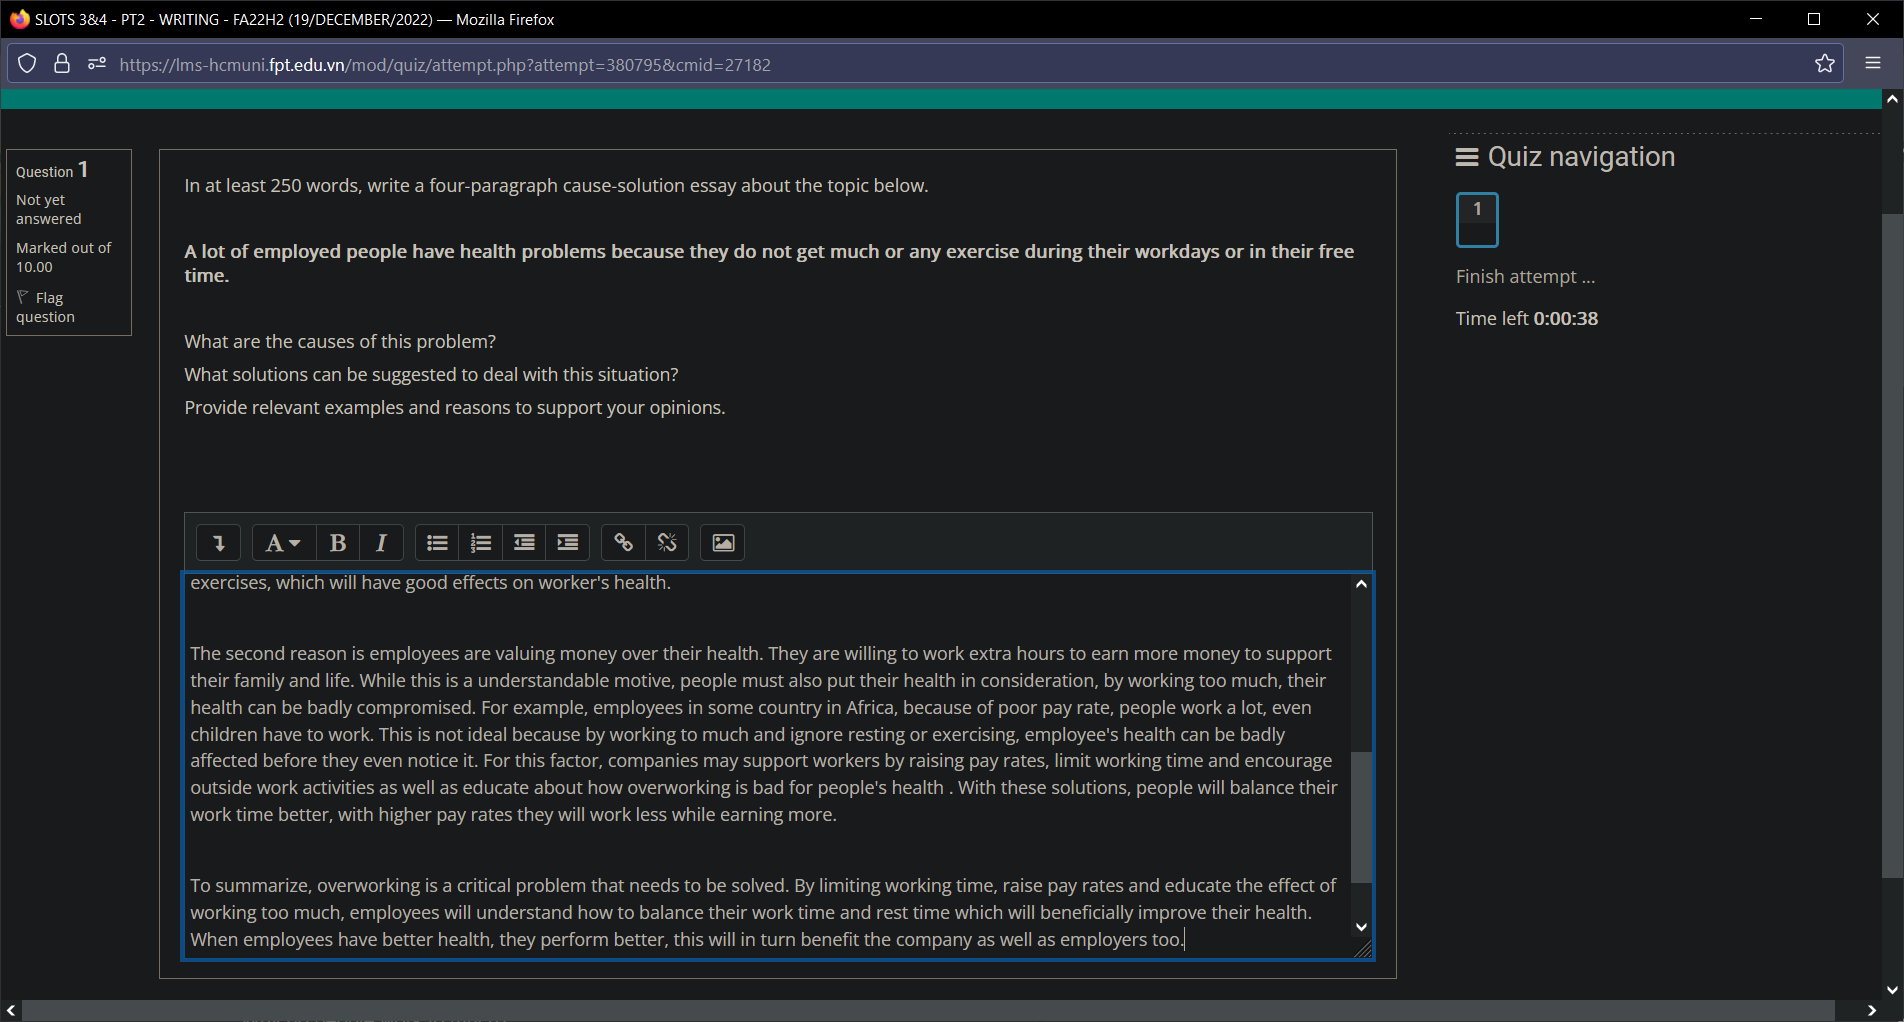 SLOTS 3&4 - PT2 - WRITING - FA22H2 (19/DECEMBER/2022) — Mozilla Firefox
https://lms-hcmuni.fpt.edu.vn/mod/quiz/attempt.php?attempt=380795&cmid=27182
Question 1
Not yet
answered
Marked out of
10.00
Flag
question
In at least 250 words, write a four-paragraph cause-solution essay about the topic below.
A lot of employed people have health problems because they do not get much or any exercise during their workdays or in their free
time.
What are the causes of this problem?
What solutions can be suggested to deal with this situation?
Provide relevant examples and reasons to support your opinions.
A B I
exercises, which will have good effects on worker's health.
The second reason is employees are valuing money over their health. They are willing to work extra hours to earn more money to support
their family and life. While this is a understandable motive, people must also put their health in consideration, by working too much, their
health can be badly compromised. For example, employees in some country in Africa, because of poor pay rate, people work a lot, even
children have to work. This is not ideal because by working to much and ignore resting or exercising, employee's health can be badly
affected before they even notice it. For this factor, companies may support workers by raising pay rates, limit working time and encourage
outside work activities as well as educate about how overworking is bad for people's health . With these solutions, people will balance their
work time better, with higher pay rates they will work less while earning more.
To summarize, overworking is a critical problem that needs to be solved. By limiting working time, raise pay rates and educate the effect of
working too much, employees will understand how to balance their work time and rest time which will beneficially improve their health.
When employees have better health, they perform better, this will in turn benefit the company as well as employers too.
Quiz navigation
1
Finish attempt ...
Time left 0:00:38